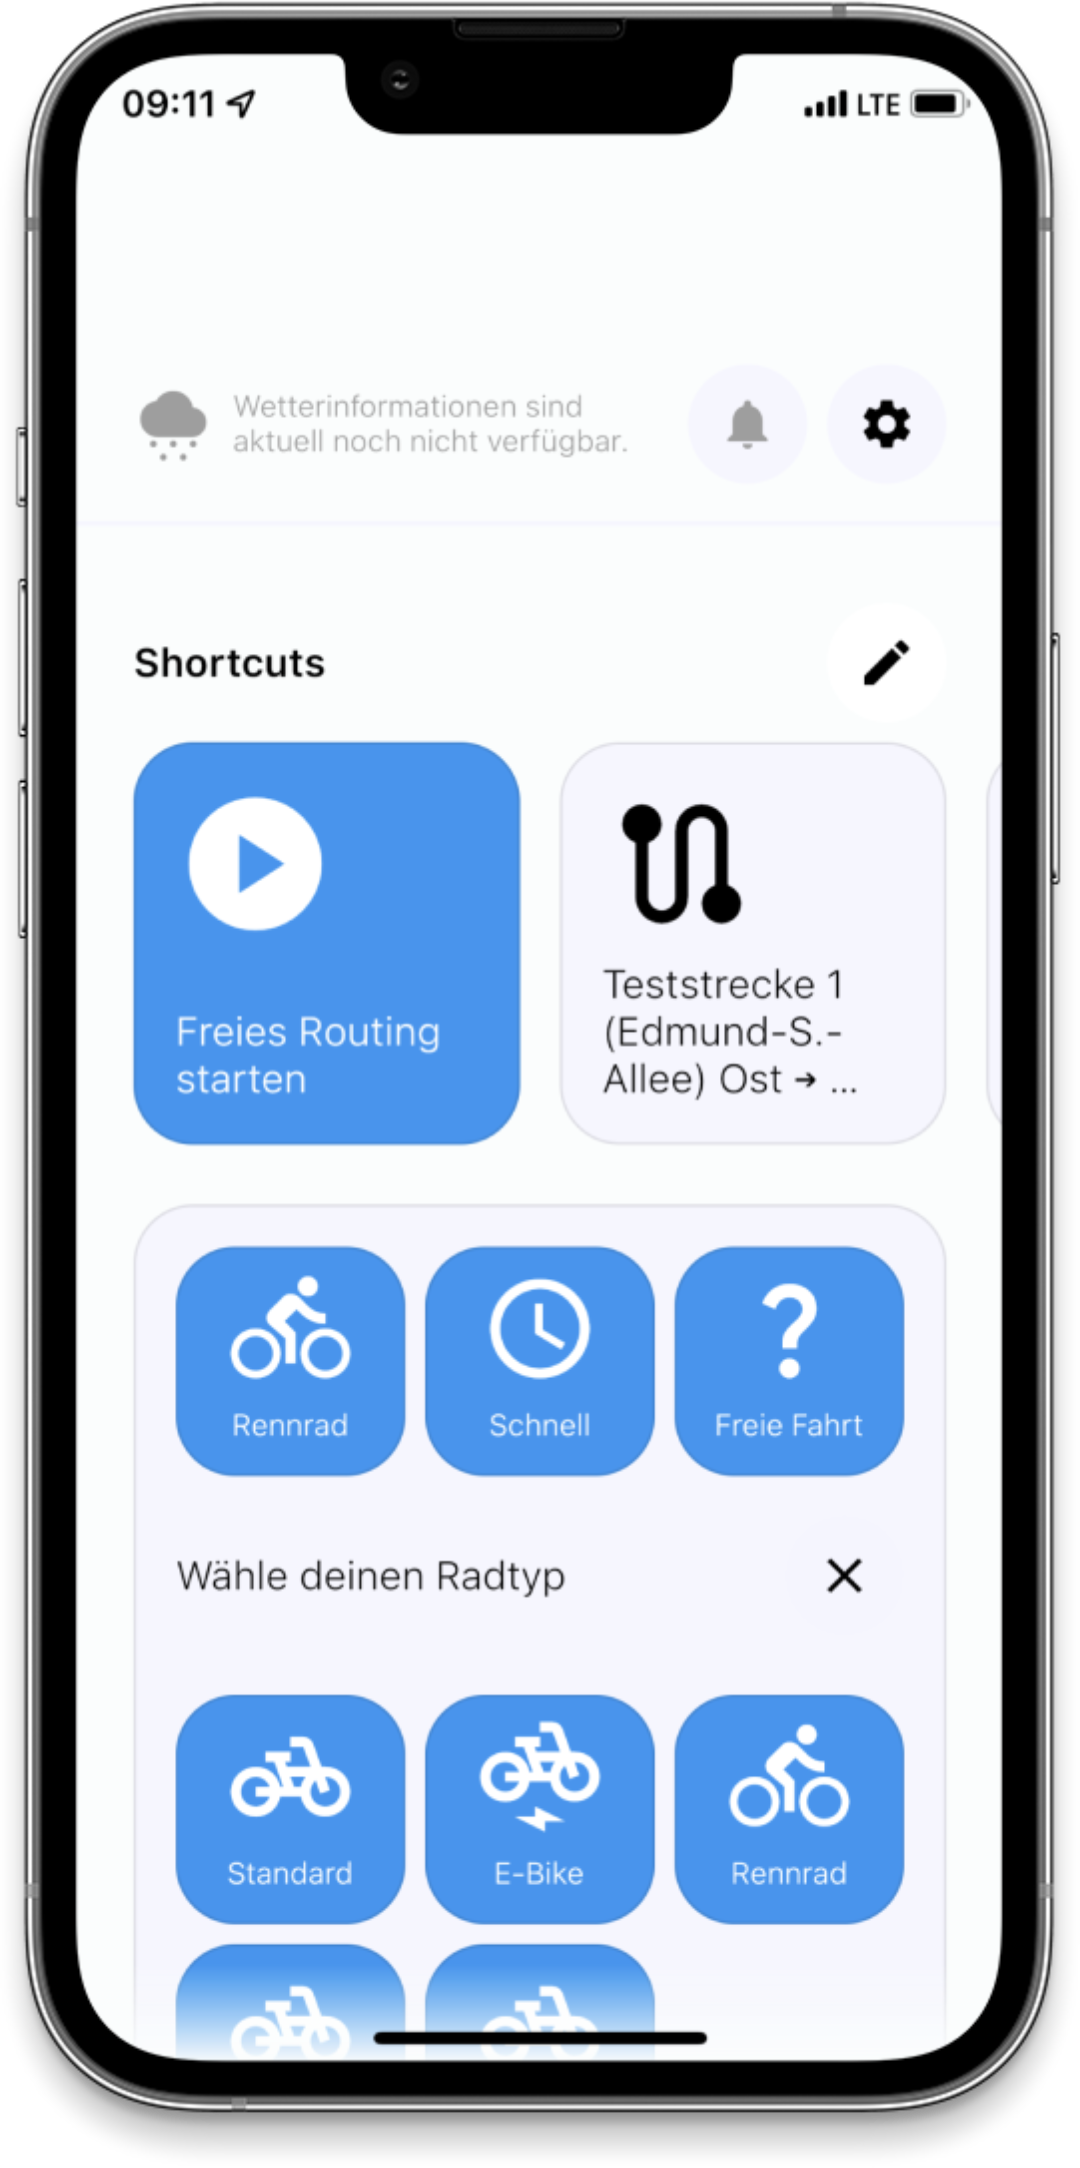 09:11
LTE
Wetterinformationen sind
aktuell noch nicht verfügbar.
Shortcuts
Freies Routing
starten
Teststrecke 1
(Edmund-S.-
Allee) Ost → ...
Rennrad
Schnell
Freie Fahrt
Wähle deinen Radtyp
Standard
E-Bike
Rennrad